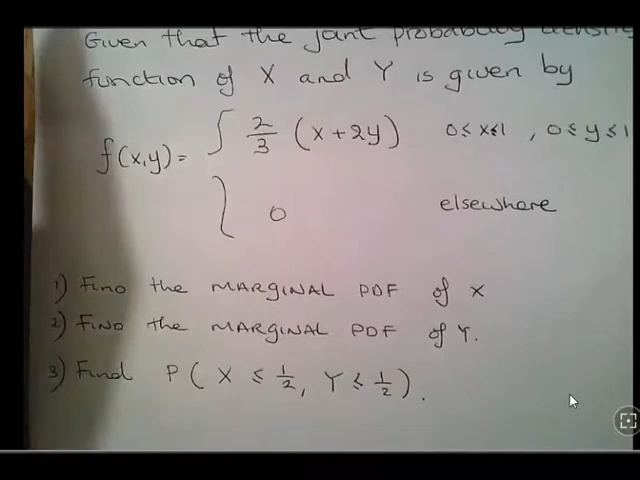 Given that the joint probability density
function of X and Y is given by
f(x,y) = { 2/3 (x+2y) 0≤x≤1 , 0≤y≤1
0 elsewhere
1) Find the MARGINAL PDF of X
2) FIND the MARGINAL PDF of Y.
3) Find P( X ≤ 1/2, Y ≤ 1/2 ).